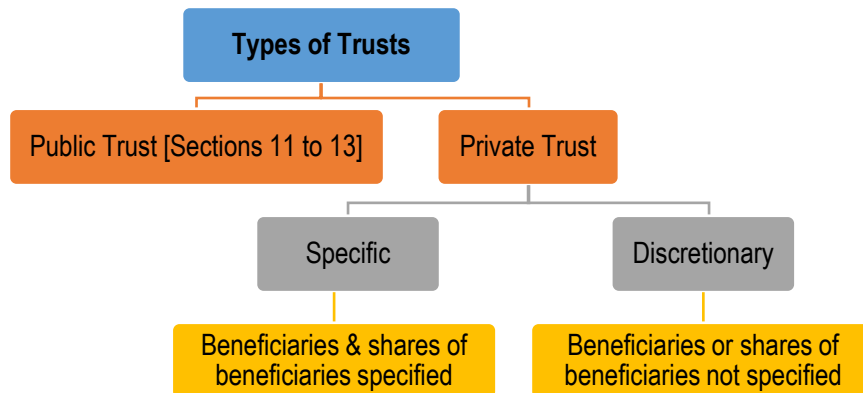 Types of Trusts
Public Trust [Sections 11 to 13]
Private Trust
Specific
Discretionary
Beneficiaries & shares of
beneficiaries specified
Beneficiaries or shares of
beneficiaries not specified